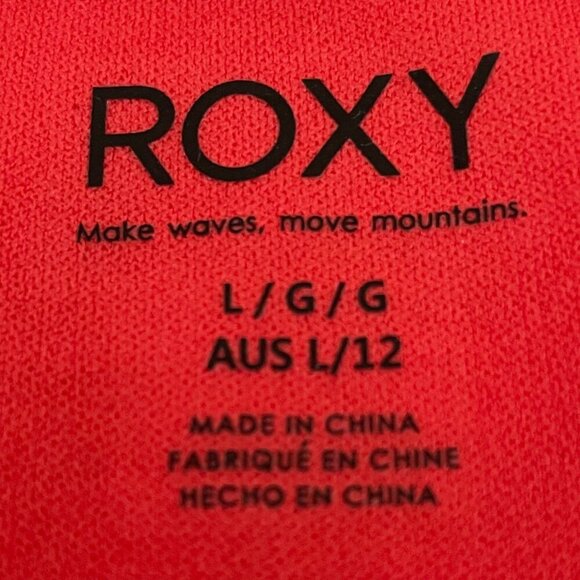 ROXY
Make waves, move mountains.
L/G/G
AUS L/12
MADE IN CHINA
FABRIQUÉ EN CHINE
HECHO EN CHINA